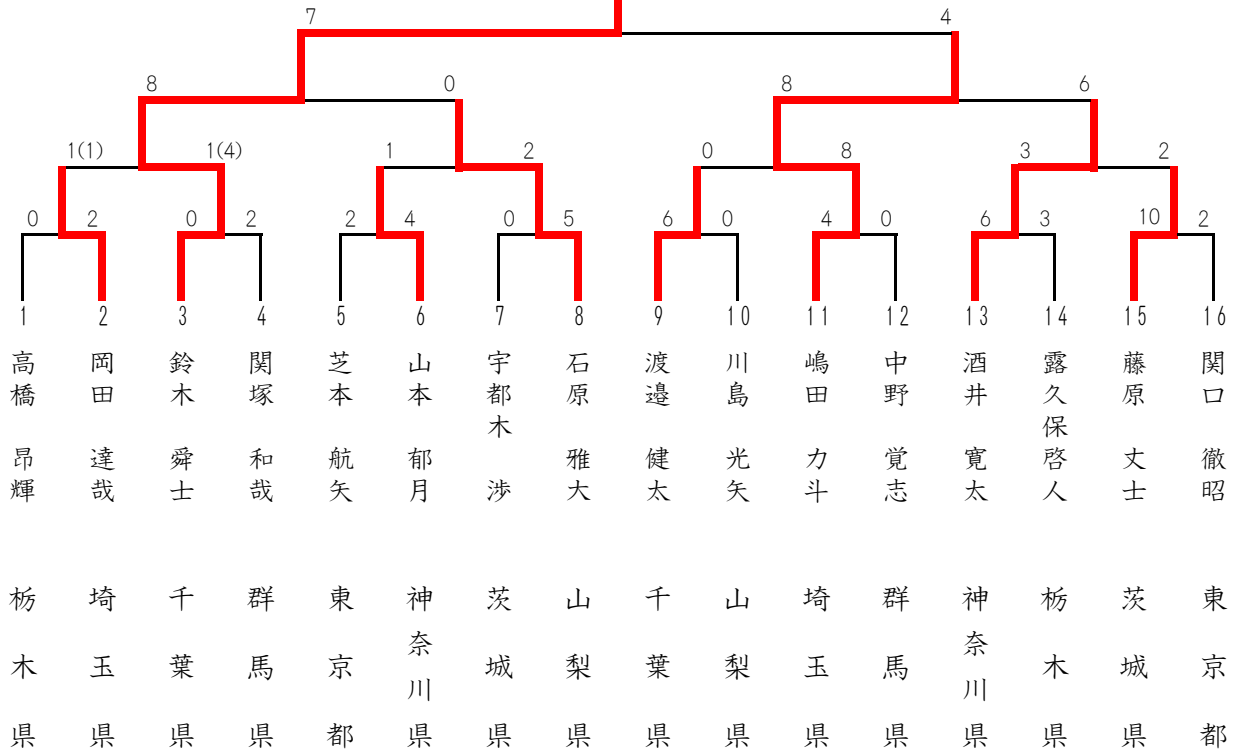 7 4
8 0 8 6
1(1) 1(4) 1 2 0 8 3 2
0 2 0 2 2 4 0 5 6 0 4 0 6 3 10 2
1 2 3 4 5 6 7 8 9 10 11 12 13 14 15 16
高橋 昂輝
岡田 達哉
鈴木 舜士
関塚 和哉
芝本 航矢
山本 郁月
宇都木 渉
石原 雅大
渡邉 健太
川島 光矢
嶋田 力斗
中野 覚志
酒井 寛太
露久保 啓人
藤原 丈士
関口 徹昭
栃木県
埼玉県
千葉県
群馬県
東京都
神奈川県
茨城県
山梨県
千葉県
山梨県
埼玉県
群馬県
神奈川県
栃木県
茨城県
東京都